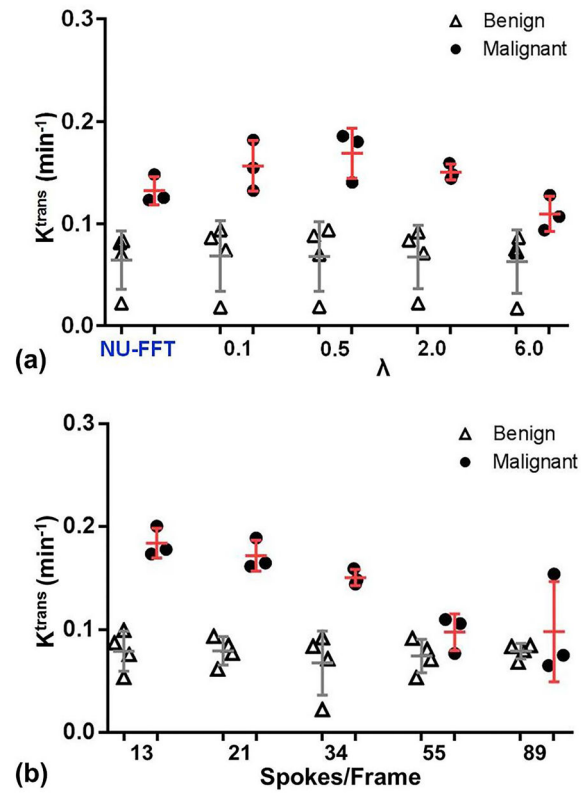 0.3
Benign
Malignant
0.2
0.1
0.0
K^trans (min^-1)
NU-FFT 0.1 0.5 2.0 6.0
λ
(a)
0.3
Benign
Malignant
0.2
0.1
0.0
K^trans (min^-1)
13 21 34 55 89
Spokes/Frame
(b)